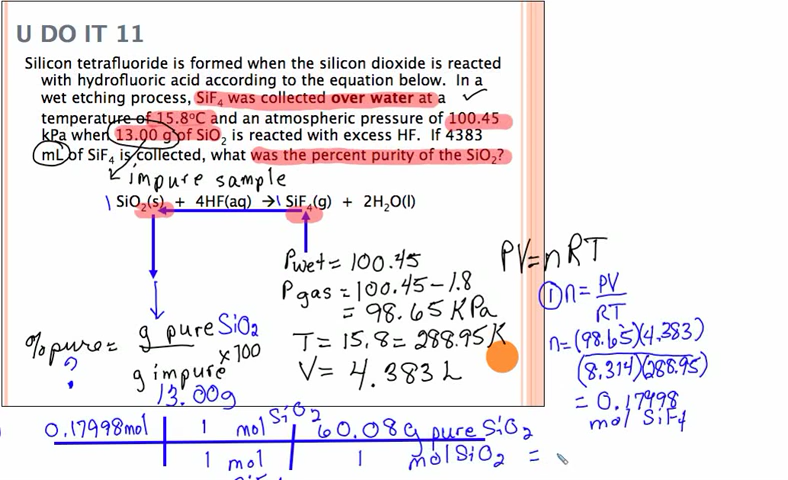 U DO IT 11
Silicon tetrafluoride is formed when the silicon dioxide is reacted
with hydrofluoric acid according to the equation below. In a
wet etching process, SiF₄ was collected over water at a
temperature of 15.8°C and an atmospheric pressure of 100.45
kPa when 13.00 g of SiO₂ is reacted with excess HF. If 4383
mL of SiF₄ is collected, what was the percent purity of the SiO₂?
impure sample
1 SiO₂(s) + 4HF(aq) → 1 SiF₄(g) + 2H₂O(l)
Pwet = 100.45
Pgas = 100.45 - 1.8
= 98.65 KPa
T = 15.8 = 288.95 K
V = 4.383 L
PV = nRT
① n = PV
RT
n = (98.65)(4.383)
(8.314)(288.95)
= 0.17998
mol SiF₄
% pure = g pure SiO₂
g impure × 100
?
13.00g
0.17998 mol 1 mol SiO₂ 60.08g pure SiO₂
1 mol 1 mol SiO₂ =